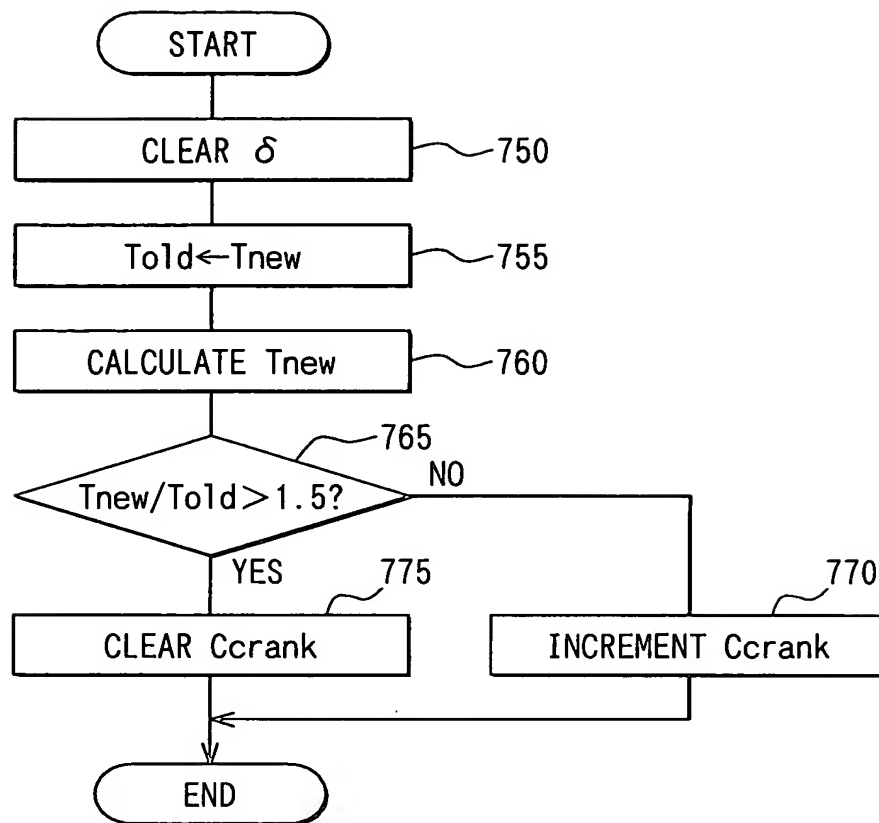 START
CLEAR δ
750
Told←Tnew
755
CALCULATE Tnew
760
765
Tnew/Told>1.5?
NO
YES
775
770
CLEAR Ccrank
INCREMENT Ccrank
END